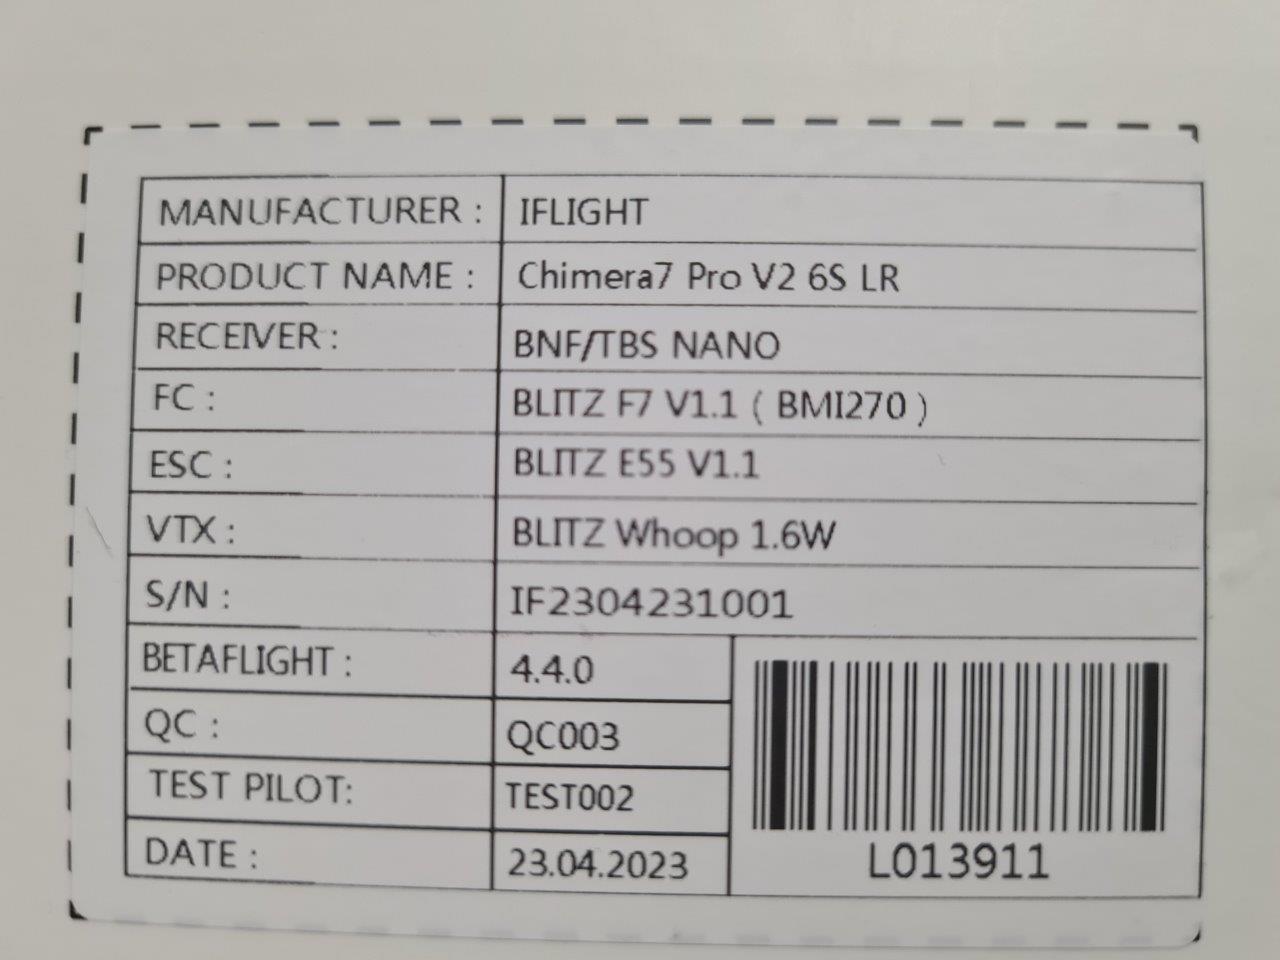 MANUFACTURER : IFLIGHT
PRODUCT NAME : Chimera7 Pro V2 6S LR
RECEIVER : BNF/TBS NANO
FC : BLITZ F7 V1.1 ( BMI270 )
ESC : BLITZ E55 V1.1
VTX : BLITZ Whoop 1.6W
S/N : IF2304231001
BETAFLIGHT : 4.4.0
QC : QC003
TEST PILOT: TEST002
DATE : 23.04.2023
L013911